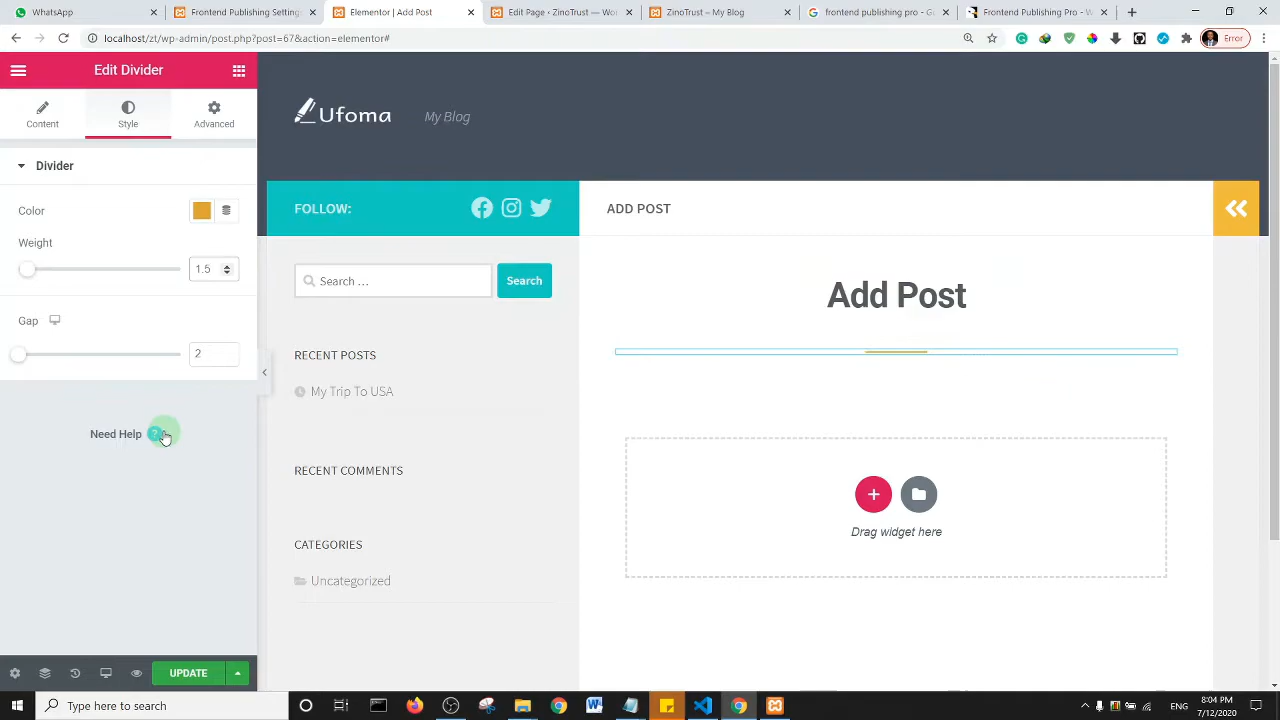 WhatsApp
Frontend Publishing Setting
Elementor | Add Post
Edit Page ‹ ZinoTrust — Wor
ZinoTrust – My Blog
frontend publishing pro - Go
Frontend Publishing Pro - W
localhost/zt/wp-admin/post.php?post=67&action=elementor#
Error
Edit Divider
Content
Style
Advanced
Divider
Color
Weight
1.5
Gap
2
Need Help
UPDATE
Ufoma
My Blog
FOLLOW:
ADD POST
Search …
Search
RECENT POSTS
My Trip To USA
RECENT COMMENTS
CATEGORIES
Uncategorized
Add Post
Drag widget here
Type here to search
ENG
8:04 PM
7/12/2020